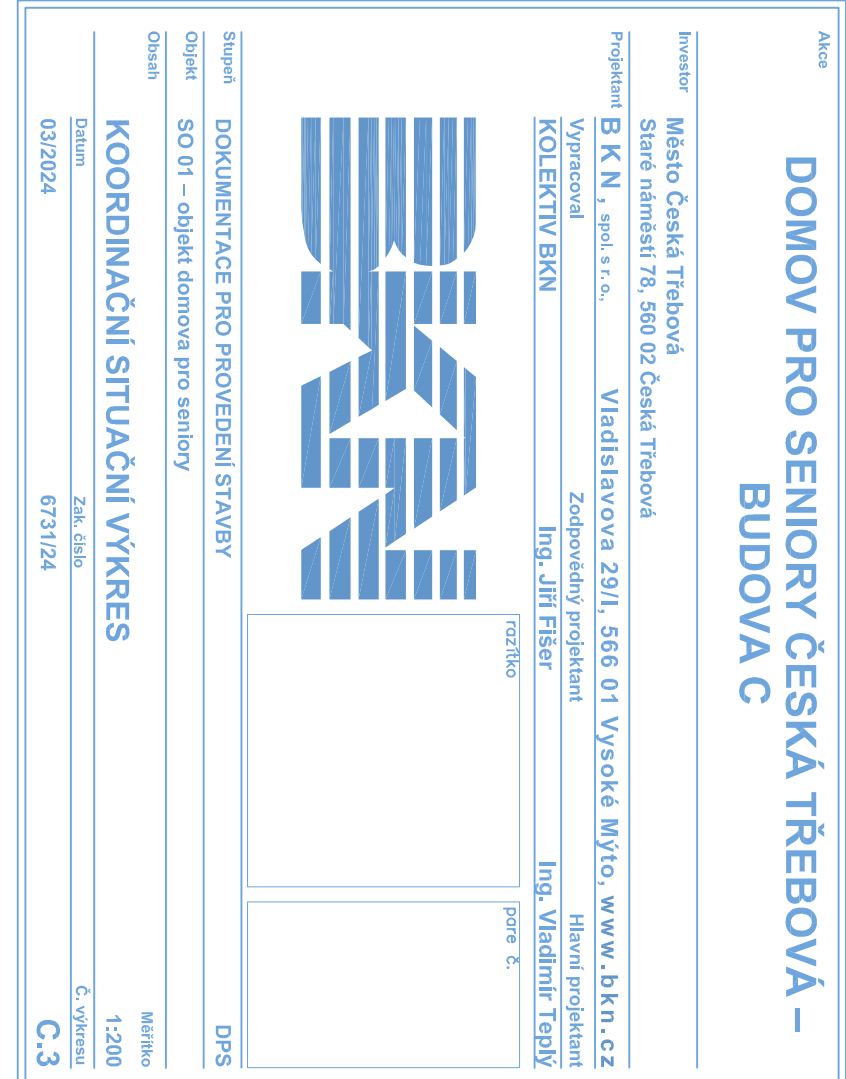 Akce
DOMOV PRO SENIORY ČESKÁ TŘEBOVÁ –
BUDOVA C
Investor
Město Česká Třebová
Staré náměstí 78, 560 02 Česká Třebová
Projektant B K N , spol. s r. o., Vladislavova 29/I, 566 01 Vysoké Mýto, www.bkn.cz
Vypracoval Zodpovědný projektant Hlavní projektant
KOLEKTIV BKN Ing. Jiří Fišer Ing. Vladimír Teplý
BKN
razítko
pare č.
Stupeň DOKUMENTACE PRO PROVEDENÍ STAVBY DPS
Objekt SO 01 – objekt domova pro seniory
Obsah Měřítko
KOORDINAČNÍ SITUAČNÍ VÝKRES 1:200
Datum Zak. číslo Č. výkresu
03/2024 6731/24 C.3